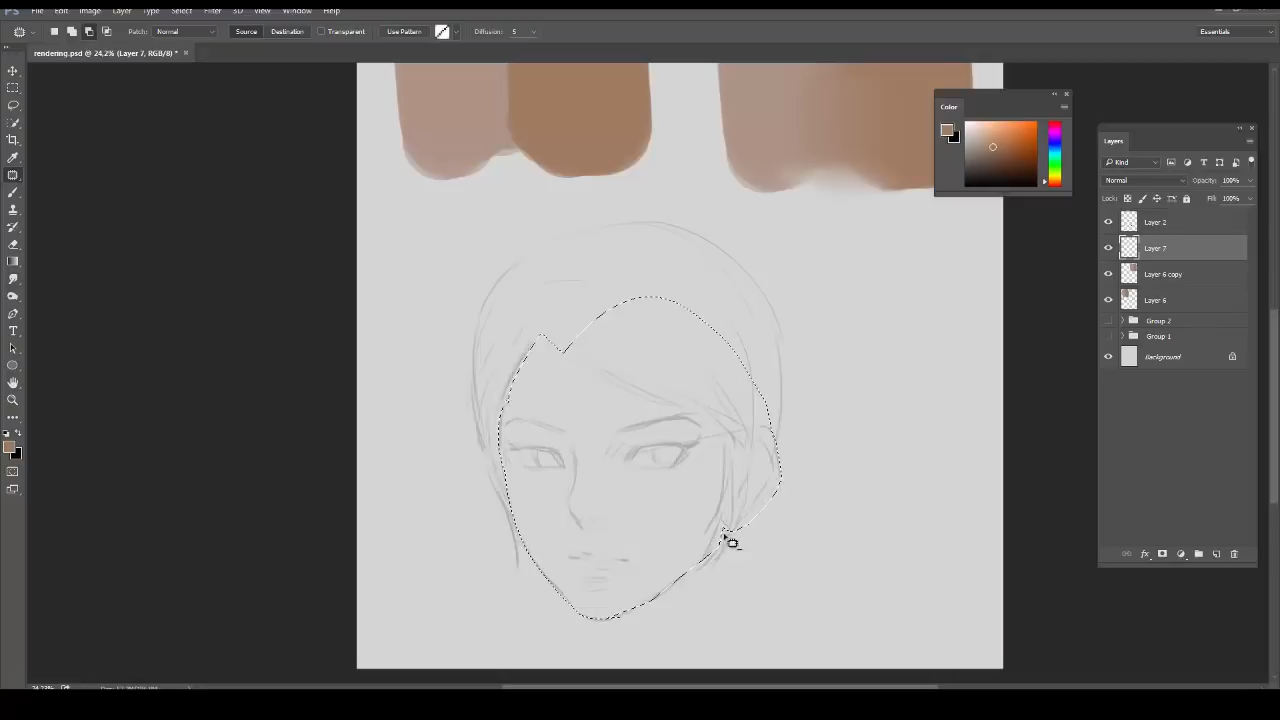 Ps File Edit Image Layer Type Select Filter 3D... View Window Help
Patch: Normal Source Destination Transparent Use Pattern Diffusion: 5 Essentials
rendering.psd @ 24,2% (Layer 7, RGB/8) * ×
Color
Layers
Kind
Normal Opacity: 100%
Lock: Fill: 100%
Layer 2
Layer 7
Layer 6 copy
Layer 6
Group 2
Group 1
Background
fx